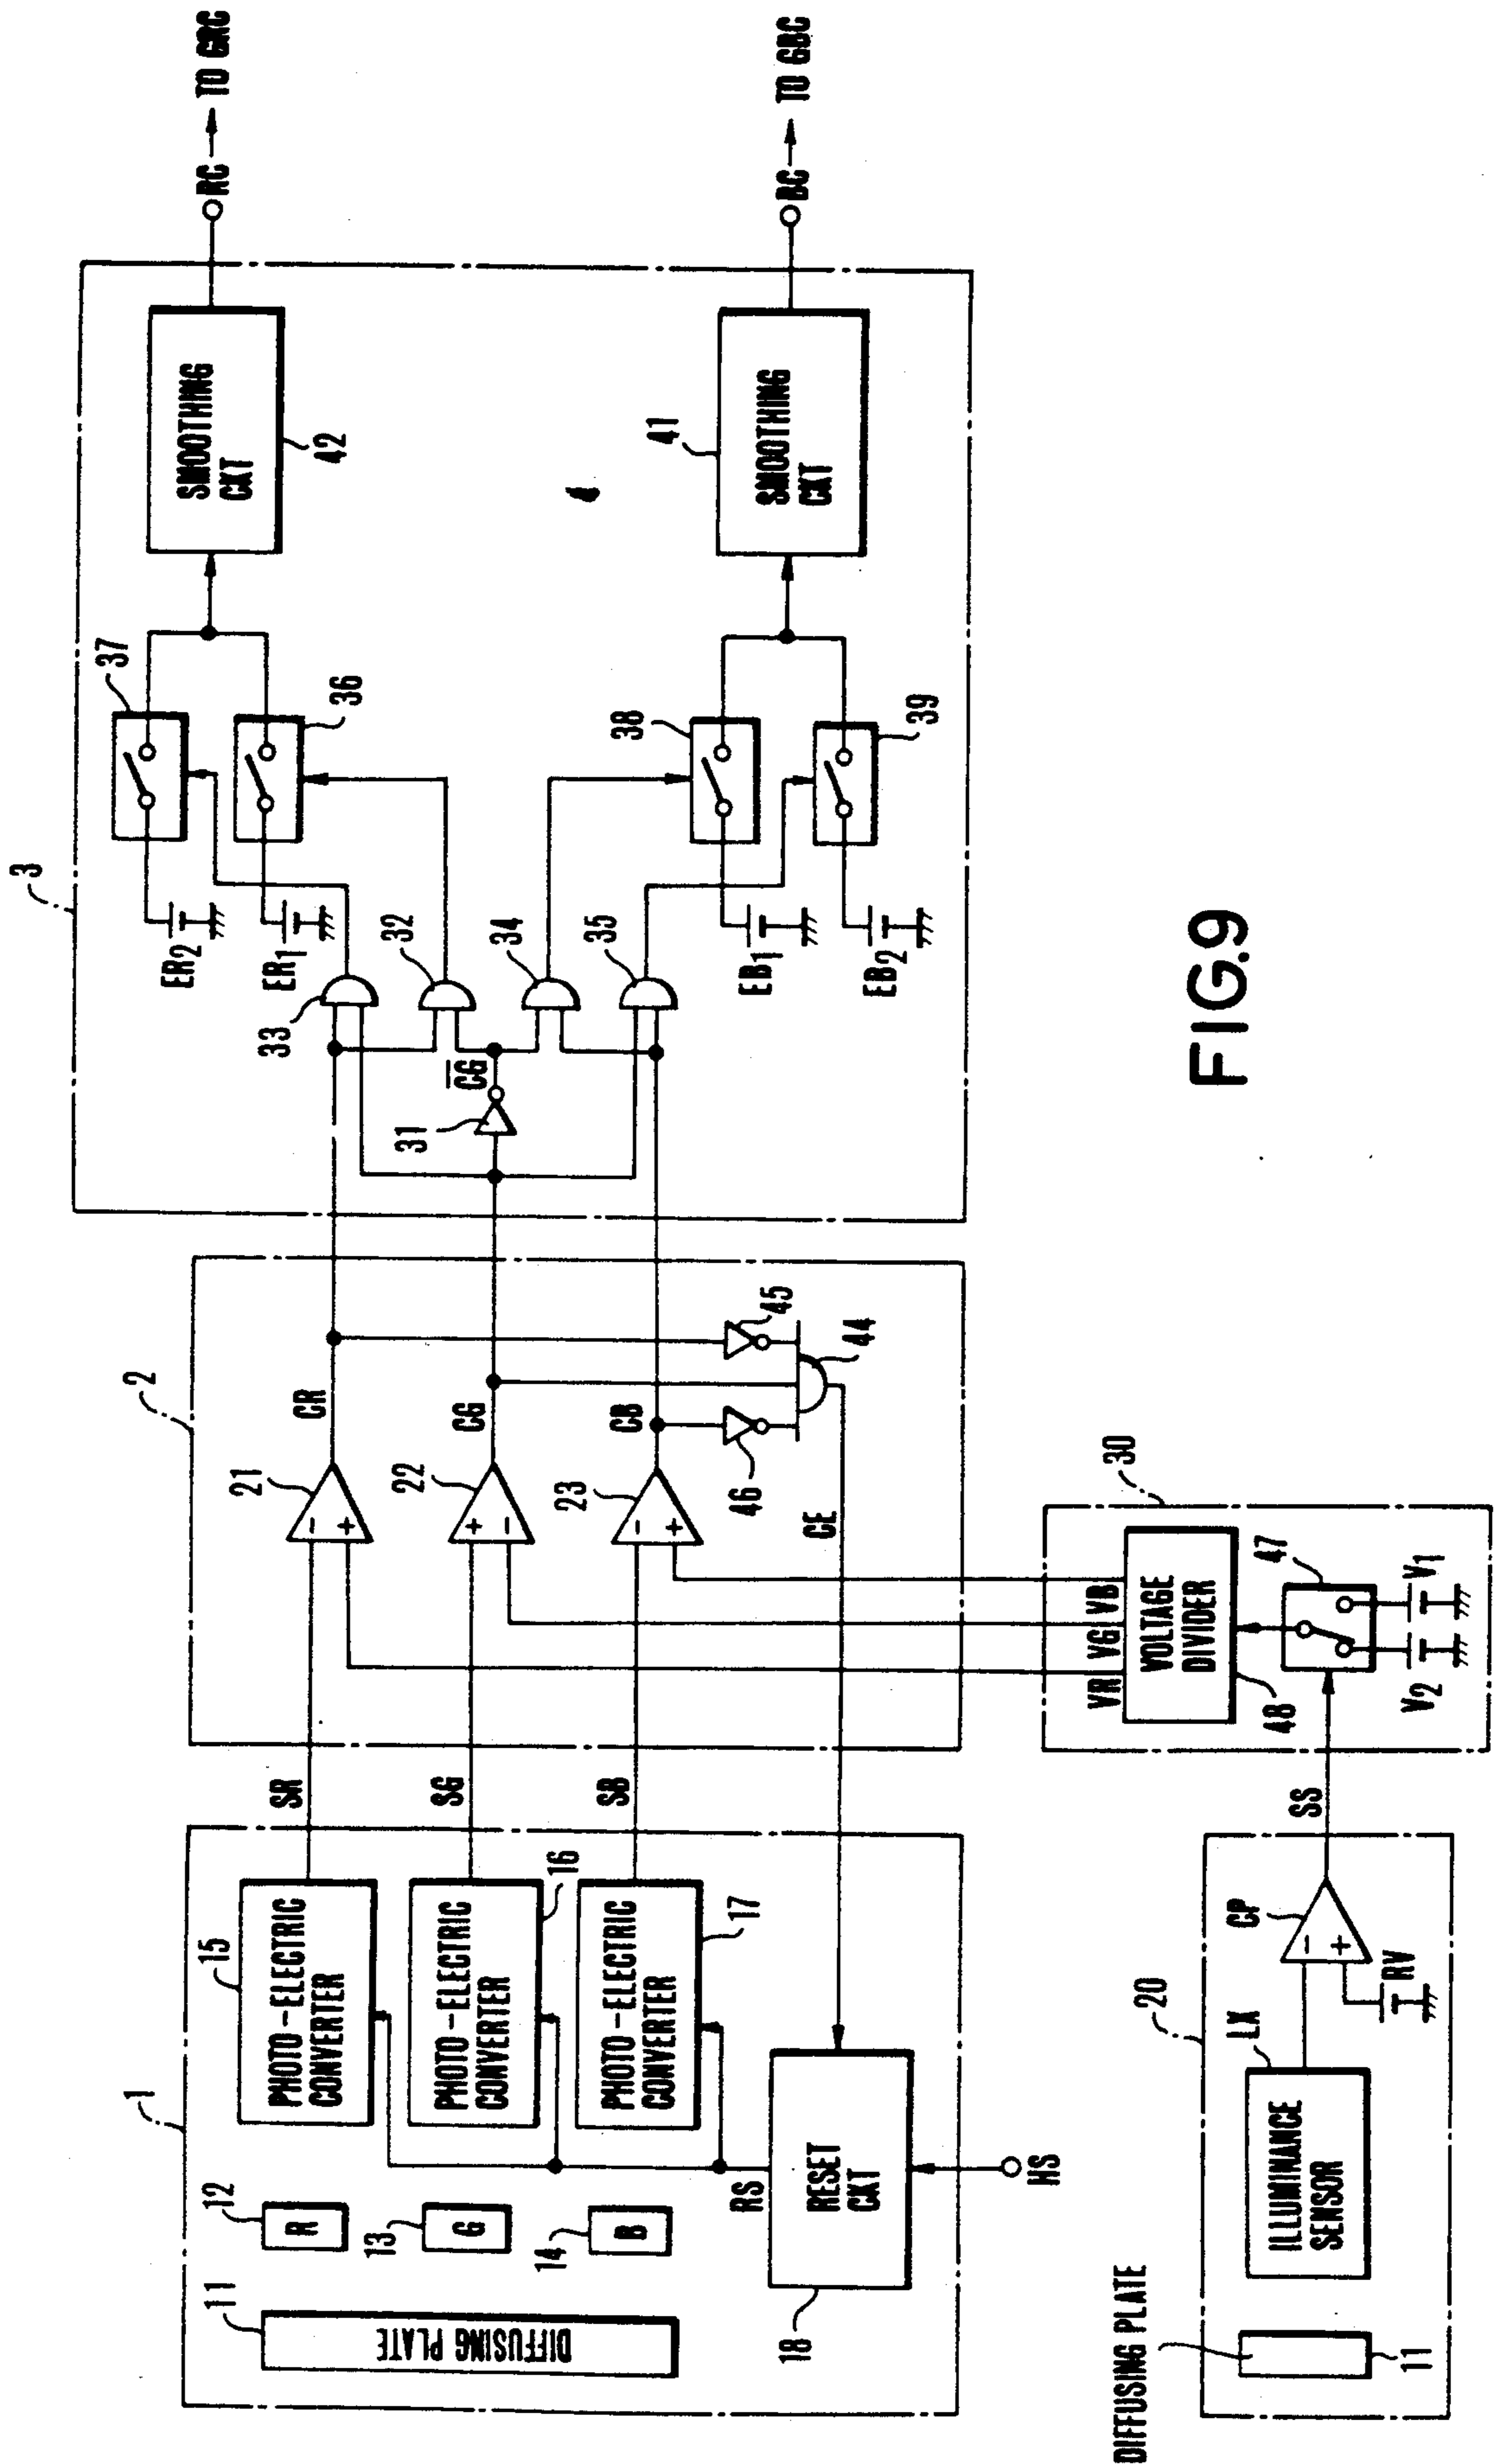 1
DIFFUSING PLATE
11
12
R
13
G
14
B
15
PHOTO-ELECTRIC
CONVERTER
16
PHOTO-ELECTRIC
CONVERTER
17
PHOTO-ELECTRIC
CONVERTER
RS
RESET
CKT
18
HS
SR
SG
SB
2
21
-
+
CR
22
+
-
CG
23
-
+
CB
45
44
46
CE
3
33
32
34
35
31
C̅G̅
ER2
ER1
EB1
EB2
37
36
38
39
SMOOTHING
CKT
42
4
SMOOTHING
CKT
41
RC → TO GRC
BC → TO GBC
DIFFUSING PLATE
11
20
ILLUMINANCE
SENSOR
LX
CP
-
+
RV
SS
30
VR VG VB
VOLTAGE
DIVIDER
48
47
V2
V1
FIG.9